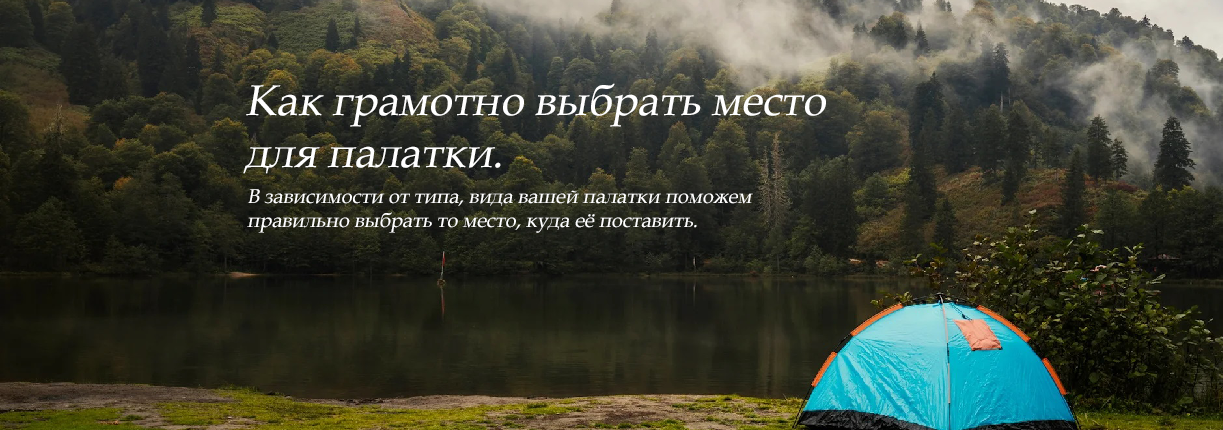 Как грамотно выбрать место
для палатки.
В зависимости от типа, вида вашей палатки поможем
правильно выбрать то место, куда её поставить.